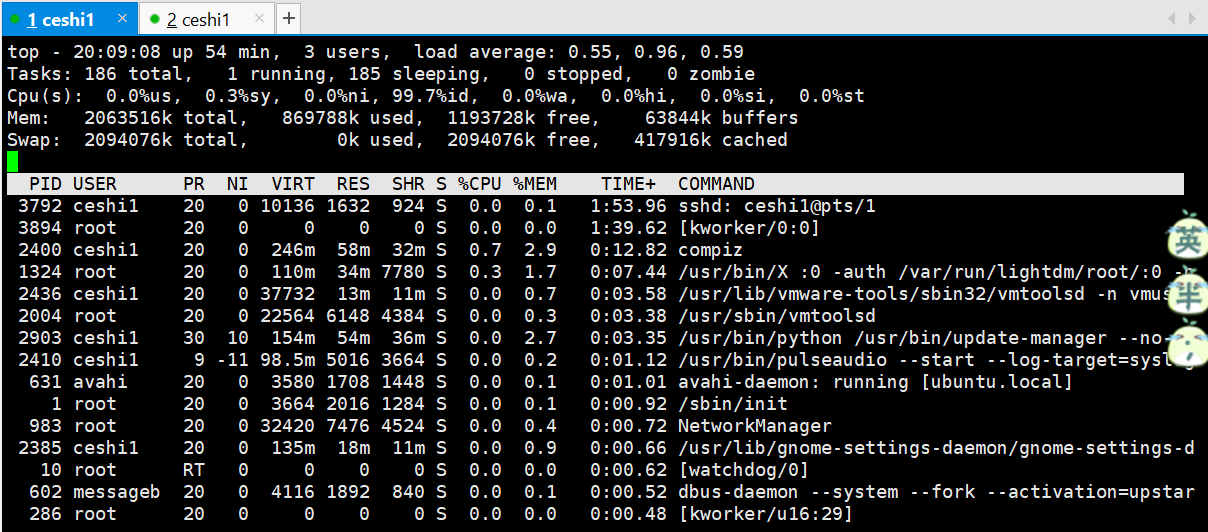 1 ceshi1 × 2 ceshi1 × +
top - 20:09:08 up 54 min,  3 users,  load average: 0.55, 0.96, 0.59
Tasks: 186 total,   1 running, 185 sleeping,   0 stopped,   0 zombie
Cpu(s):  0.0%us,  0.3%sy,  0.0%ni, 99.7%id,  0.0%wa,  0.0%hi,  0.0%si,  0.0%st
Mem:   2063516k total,   869788k used,  1193728k free,    63844k buffers
Swap:  2094076k total,        0k used,  2094076k free,   417916k cached
  PID USER      PR  NI  VIRT  RES  SHR S %CPU %MEM    TIME+  COMMAND
 3792 ceshi1    20   0 10136 1632  924 S  0.0  0.1   1:53.96 sshd: ceshi1@pts/1
 3894 root      20   0     0    0    0 S  0.0  0.0   1:39.62 [kworker/0:0]
 2400 ceshi1    20   0  246m  58m  32m S  0.7  2.9   0:12.82 compiz
 1324 root      20   0  110m  34m 7780 S  0.3  1.7   0:07.44 /usr/bin/X :0 -auth /var/run/lightdm/root/:0
 2436 ceshi1    20   0 37732  13m  11m S  0.0  0.7   0:03.58 /usr/lib/vmware-tools/sbin32/vmtoolsd -n vmus
 2004 root      20   0 22564 6148 4384 S  0.0  0.3   0:03.38 /usr/sbin/vmtoolsd
 2903 ceshi1    30  10  154m  54m  36m S  0.0  2.7   0:03.35 /usr/bin/python /usr/bin/update-manager --no-
 2410 ceshi1     9 -11 98.5m 5016 3664 S  0.0  0.2   0:01.12 /usr/bin/pulseaudio --start --log-target=syslog
  631 avahi     20   0  3580 1708 1448 S  0.0  0.1   0:01.01 avahi-daemon: running [ubuntu.local]
    1 root      20   0  3664 2016 1284 S  0.0  0.1   0:00.92 /sbin/init
  983 root      20   0 32420 7476 4524 S  0.0  0.4   0:00.72 NetworkManager
 2385 ceshi1    20   0  135m  18m  11m S  0.0  0.9   0:00.66 /usr/lib/gnome-settings-daemon/gnome-settings-d
   10 root      RT   0     0    0    0 S  0.0  0.0   0:00.62 [watchdog/0]
  602 messageb  20   0  4116 1892  840 S  0.0  0.1   0:00.52 dbus-daemon --system --fork --activation=upstar
  286 root      20   0     0    0    0 S  0.0  0.0   0:00.48 [kworker/u16:29]
英
半